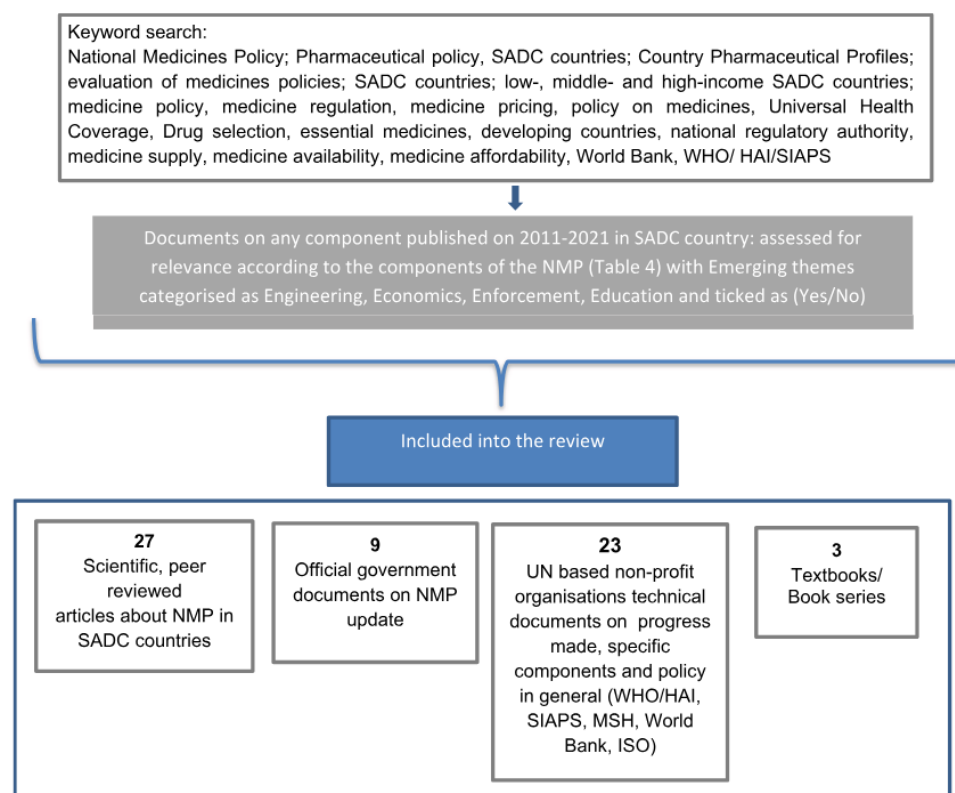 Keyword search:
National Medicines Policy; Pharmaceutical policy, SADC countries; Country Pharmaceutical Profiles;
evaluation of medicines policies; SADC countries; low-, middle- and high-income SADC countries;
medicine policy, medicine regulation, medicine pricing, policy on medicines, Universal Health
Coverage, Drug selection, essential medicines, developing countries, national regulatory authority,
medicine supply, medicine availability, medicine affordability, World Bank, WHO/ HAI/SIAPS
Documents on any component published on 2011-2021 in SADC country: assessed for
relevance according to the components of the NMP (Table 4) with Emerging themes
categorised as Engineering, Economics, Enforcement, Education and ticked as (Yes/No)
Included into the review
27
Scientific, peer
reviewed
articles about NMP in
SADC countries
9
Official government
documents on NMP
update
23
UN based non-profit
organisations technical
documents on progress
made, specific
components and policy
in general (WHO/HAI,
SIAPS, MSH, World
Bank, ISO)
3
Textbooks/
Book series